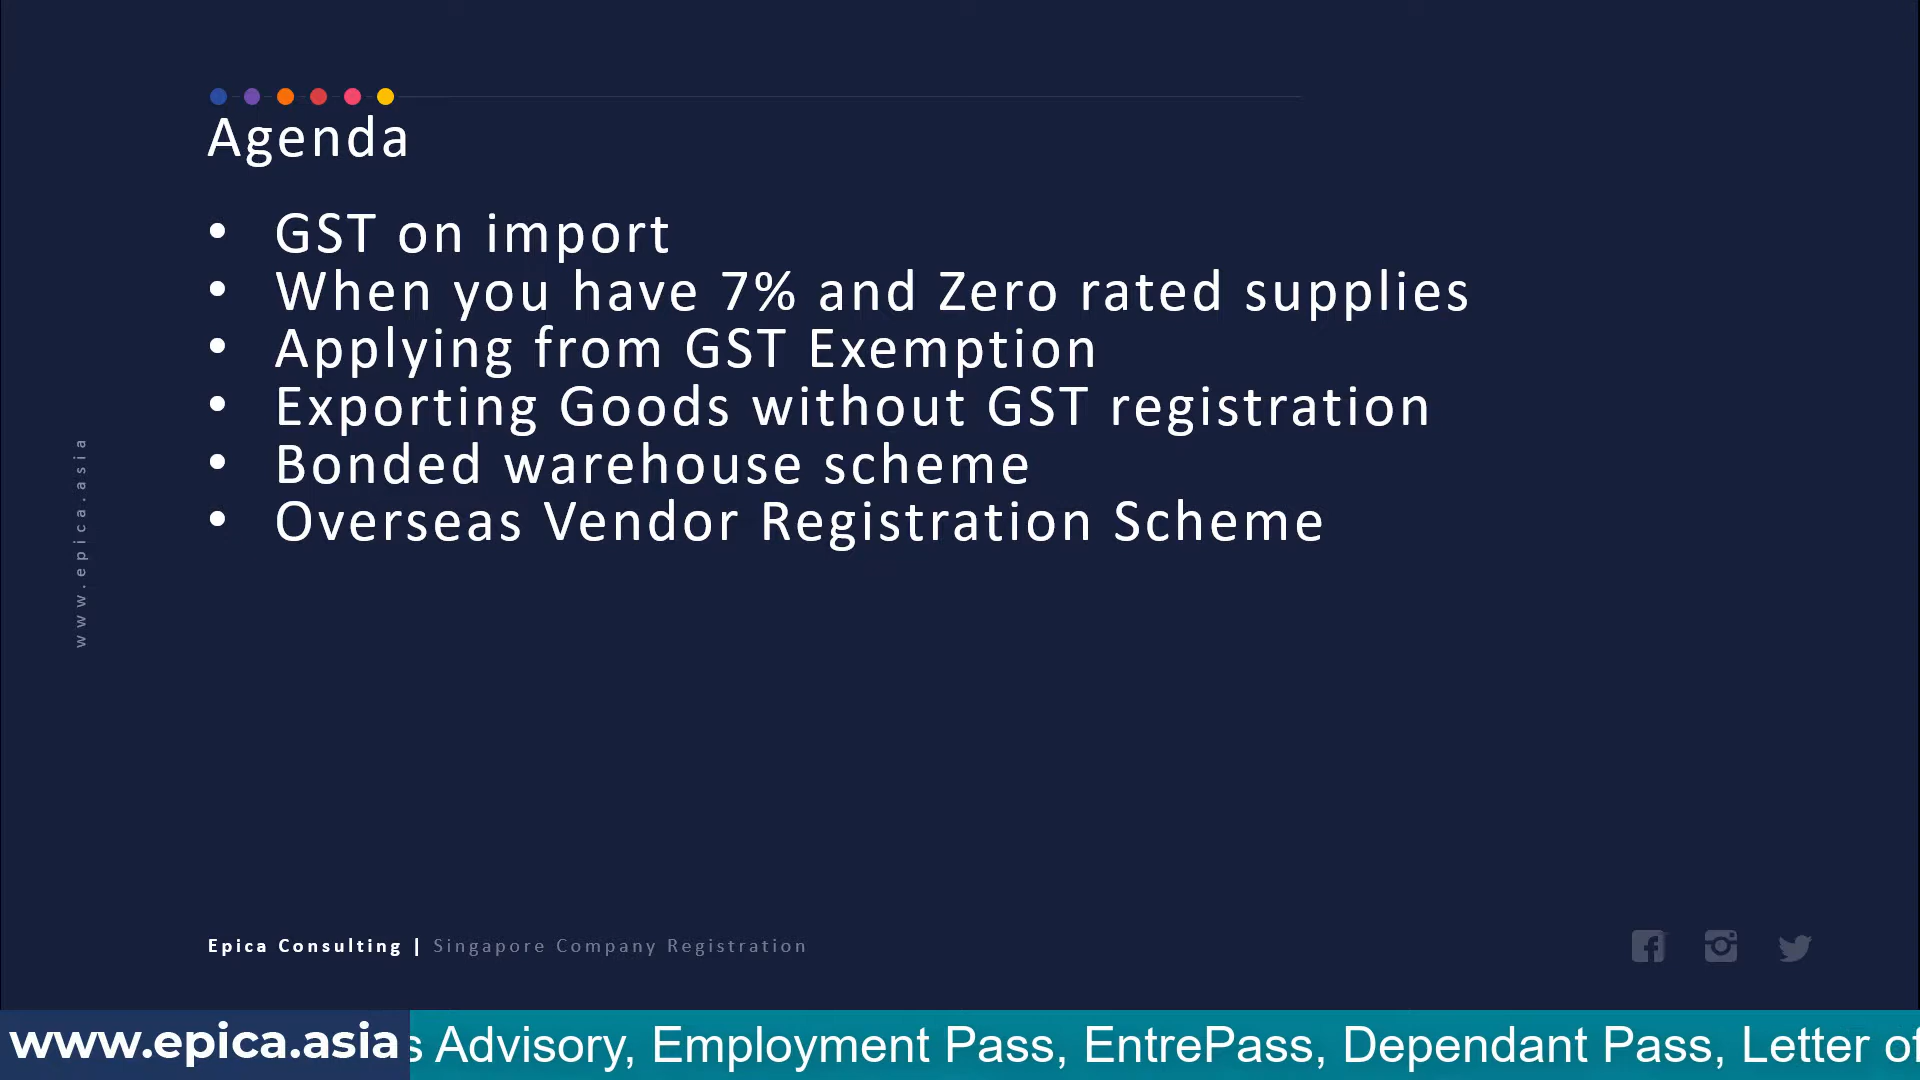 Agenda
• GST on import
• When you have 7% and Zero rated supplies
• Applying from GST Exemption
• Exporting Goods without GST registration
• Bonded warehouse scheme
• Overseas Vendor Registration Scheme
www.epica.asia
Epica Consulting | Singapore Company Registration
www.epica.asia
s Advisory, Employment Pass, EntrePass, Dependant Pass, Letter of